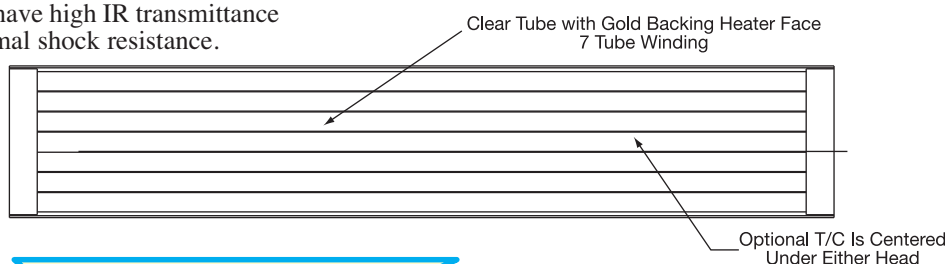 have high IR transmittance
mal shock resistance.
Clear Tube with Gold Backing Heater Face
7 Tube Winding
Optional T/C Is Centered
Under Either Head